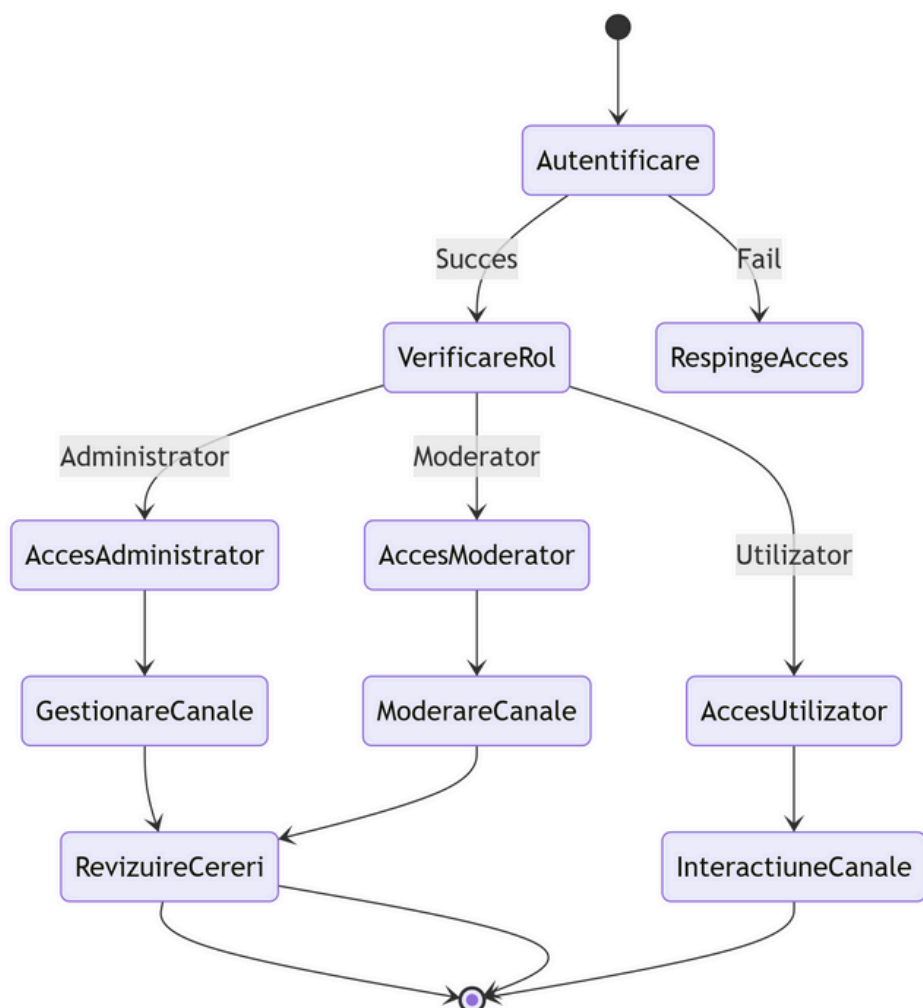 Autentificare
Succes
Fail
VerificareRol
RespingeAcces
Administrator
Moderator
Utilizator
AccesAdministrator
AccesModerator
GestionareCanale
ModerareCanale
AccesUtilizator
RevizuireCereri
InteractiuneCanale